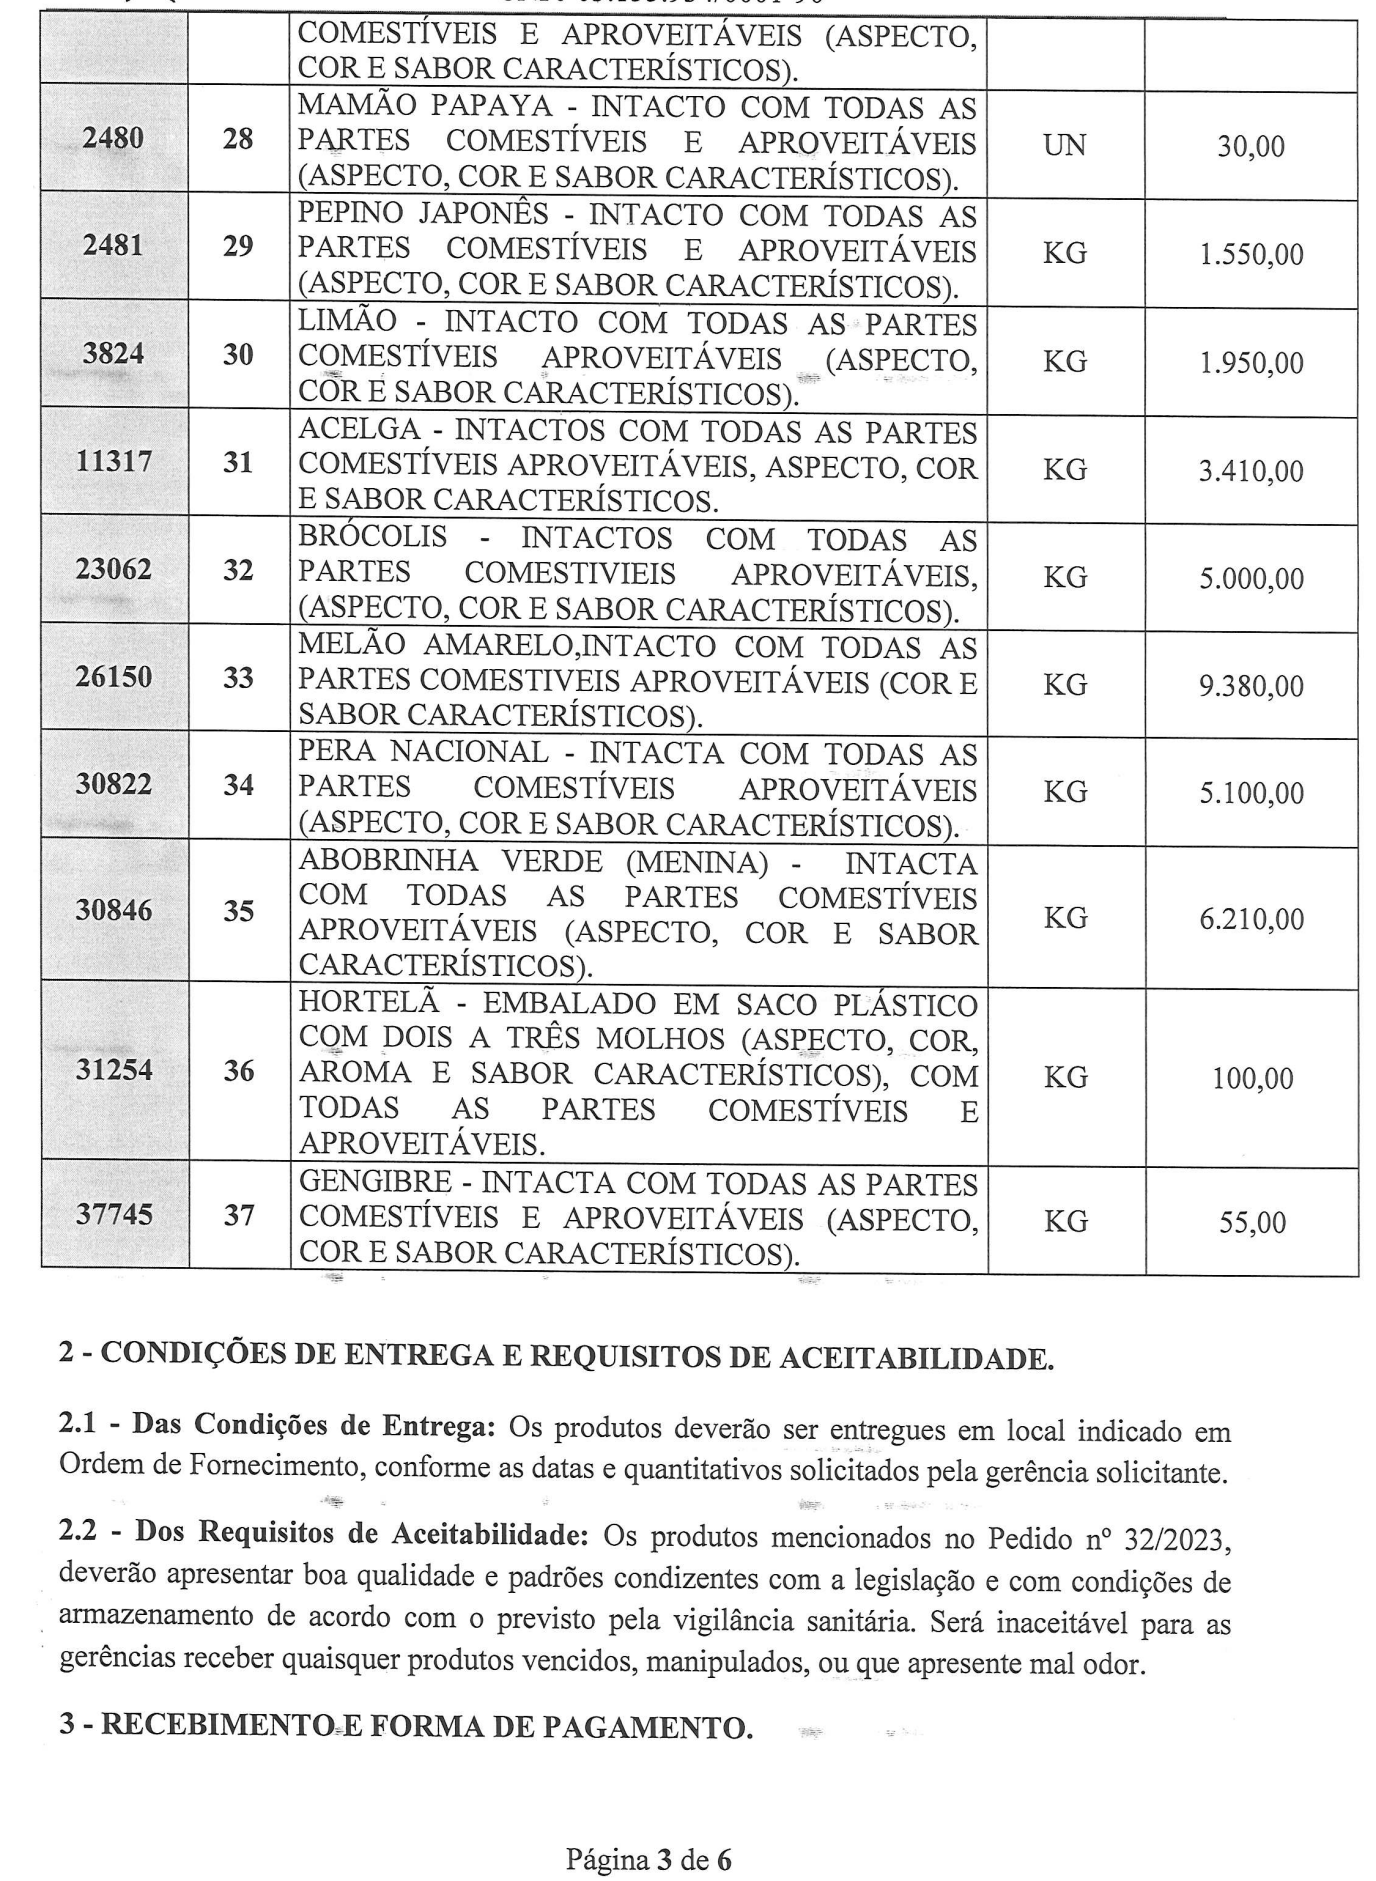 COMESTÍVEIS E APROVEITÁVEIS (ASPECTO,
COR E SABOR CARACTERÍSTICOS).
2480 28 MAMÃO PAPAYA - INTACTO COM TODAS AS
PARTES COMESTÍVEIS E APROVEITÁVEIS
(ASPECTO, COR E SABOR CARACTERÍSTICOS). UN 30,00
2481 29 PEPINO JAPONÊS - INTACTO COM TODAS AS
PARTES COMESTÍVEIS E APROVEITÁVEIS
(ASPECTO, COR E SABOR CARACTERÍSTICOS). KG 1.550,00
3824 30 LIMÃO - INTACTO COM TODAS AS PARTES
COMESTÍVEIS APROVEITÁVEIS (ASPECTO,
COR E SABOR CARACTERÍSTICOS). KG 1.950,00
11317 31 ACELGA - INTACTOS COM TODAS AS PARTES
COMESTÍVEIS APROVEITÁVEIS, ASPECTO, COR
E SABOR CARACTERÍSTICOS. KG 3.410,00
23062 32 BRÓCOLIS - INTACTOS COM TODAS AS
PARTES COMESTIVIEIS APROVEITÁVEIS,
(ASPECTO, COR E SABOR CARACTERÍSTICOS). KG 5.000,00
26150 33 MELÃO AMARELO,INTACTO COM TODAS AS
PARTES COMESTIVEIS APROVEITÁVEIS (COR E
SABOR CARACTERÍSTICOS). KG 9.380,00
30822 34 PERA NACIONAL - INTACTA COM TODAS AS
PARTES COMESTÍVEIS APROVEITÁVEIS
(ASPECTO, COR E SABOR CARACTERÍSTICOS). KG 5.100,00
30846 35 ABOBRINHA VERDE (MENINA) - INTACTA
COM TODAS AS PARTES COMESTÍVEIS
APROVEITÁVEIS (ASPECTO, COR E SABOR
CARACTERÍSTICOS). KG 6.210,00
31254 36 HORTELÃ - EMBALADO EM SACO PLÁSTICO
COM DOIS A TRÊS MOLHOS (ASPECTO, COR,
AROMA E SABOR CARACTERÍSTICOS), COM
TODAS AS PARTES COMESTÍVEIS E
APROVEITÁVEIS. KG 100,00
37745 37 GENGIBRE - INTACTA COM TODAS AS PARTES
COMESTÍVEIS E APROVEITÁVEIS (ASPECTO,
COR E SABOR CARACTERÍSTICOS). KG 55,00
2 - CONDIÇÕES DE ENTREGA E REQUISITOS DE ACEITABILIDADE.
2.1 - Das Condições de Entrega: Os produtos deverão ser entregues em local indicado em
Ordem de Fornecimento, conforme as datas e quantitativos solicitados pela gerência solicitante.
2.2 - Dos Requisitos de Aceitabilidade: Os produtos mencionados no Pedido nº 32/2023,
deverão apresentar boa qualidade e padrões condizentes com a legislação e com condições de
armazenamento de acordo com o previsto pela vigilância sanitária. Será inaceitável para as
gerências receber quaisquer produtos vencidos, manipulados, ou que apresente mal odor.
3 - RECEBIMENTO E FORMA DE PAGAMENTO.
Página 3 de 6